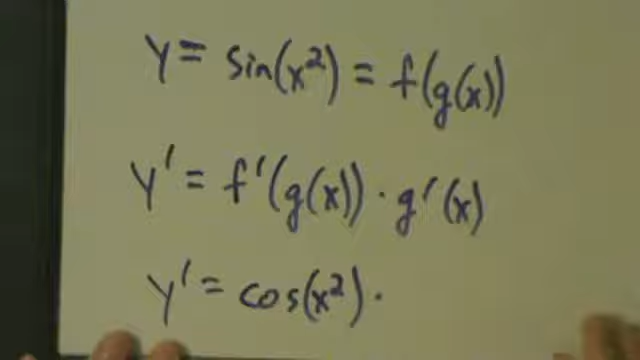 y = sin(x²) = f(g(x))
y' = f'(g(x)) · g'(x)
y' = cos(x²) ·